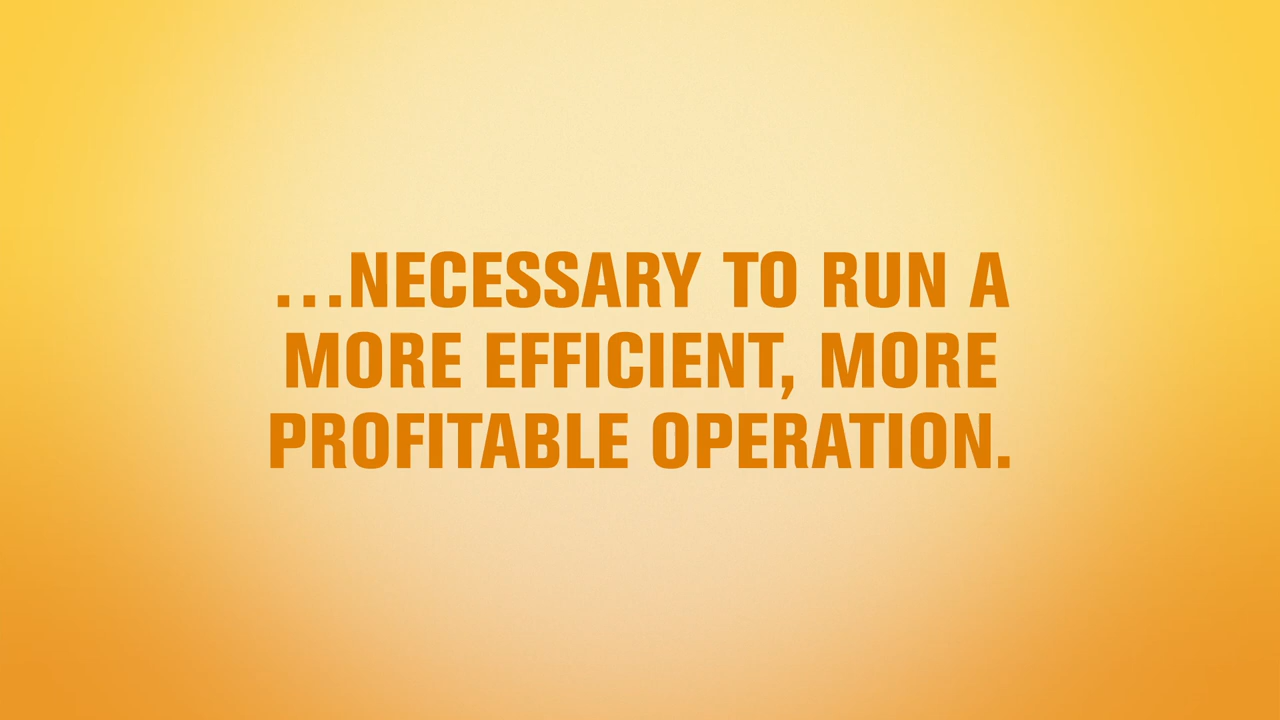 …NECESSARY TO RUN A
MORE EFFICIENT, MORE
PROFITABLE OPERATION.